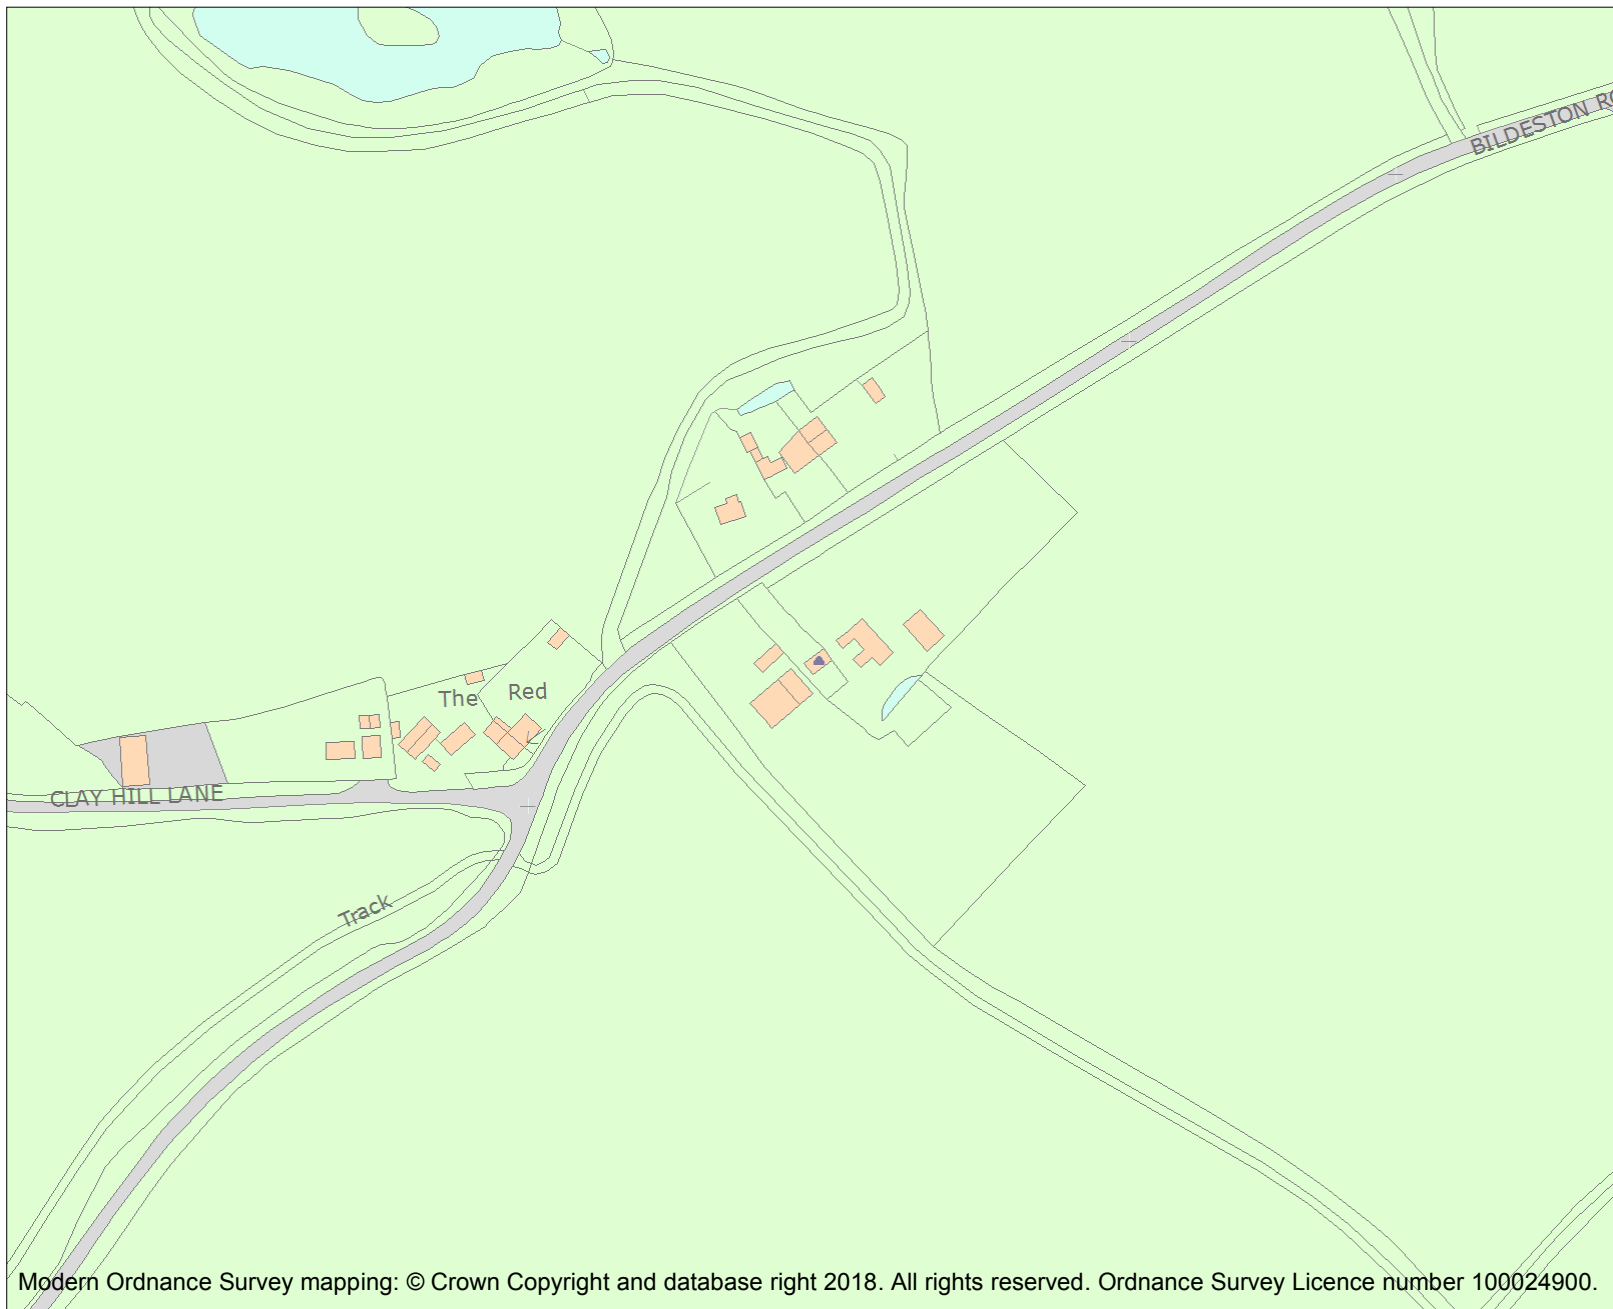 BILDESTON
The Red
CLAY HILL LANE
Track
Modern Ordnance Survey mapping: © Crown Copyright and database right 2018. All rights reserved. Ordnance Survey Licence number 100024900.